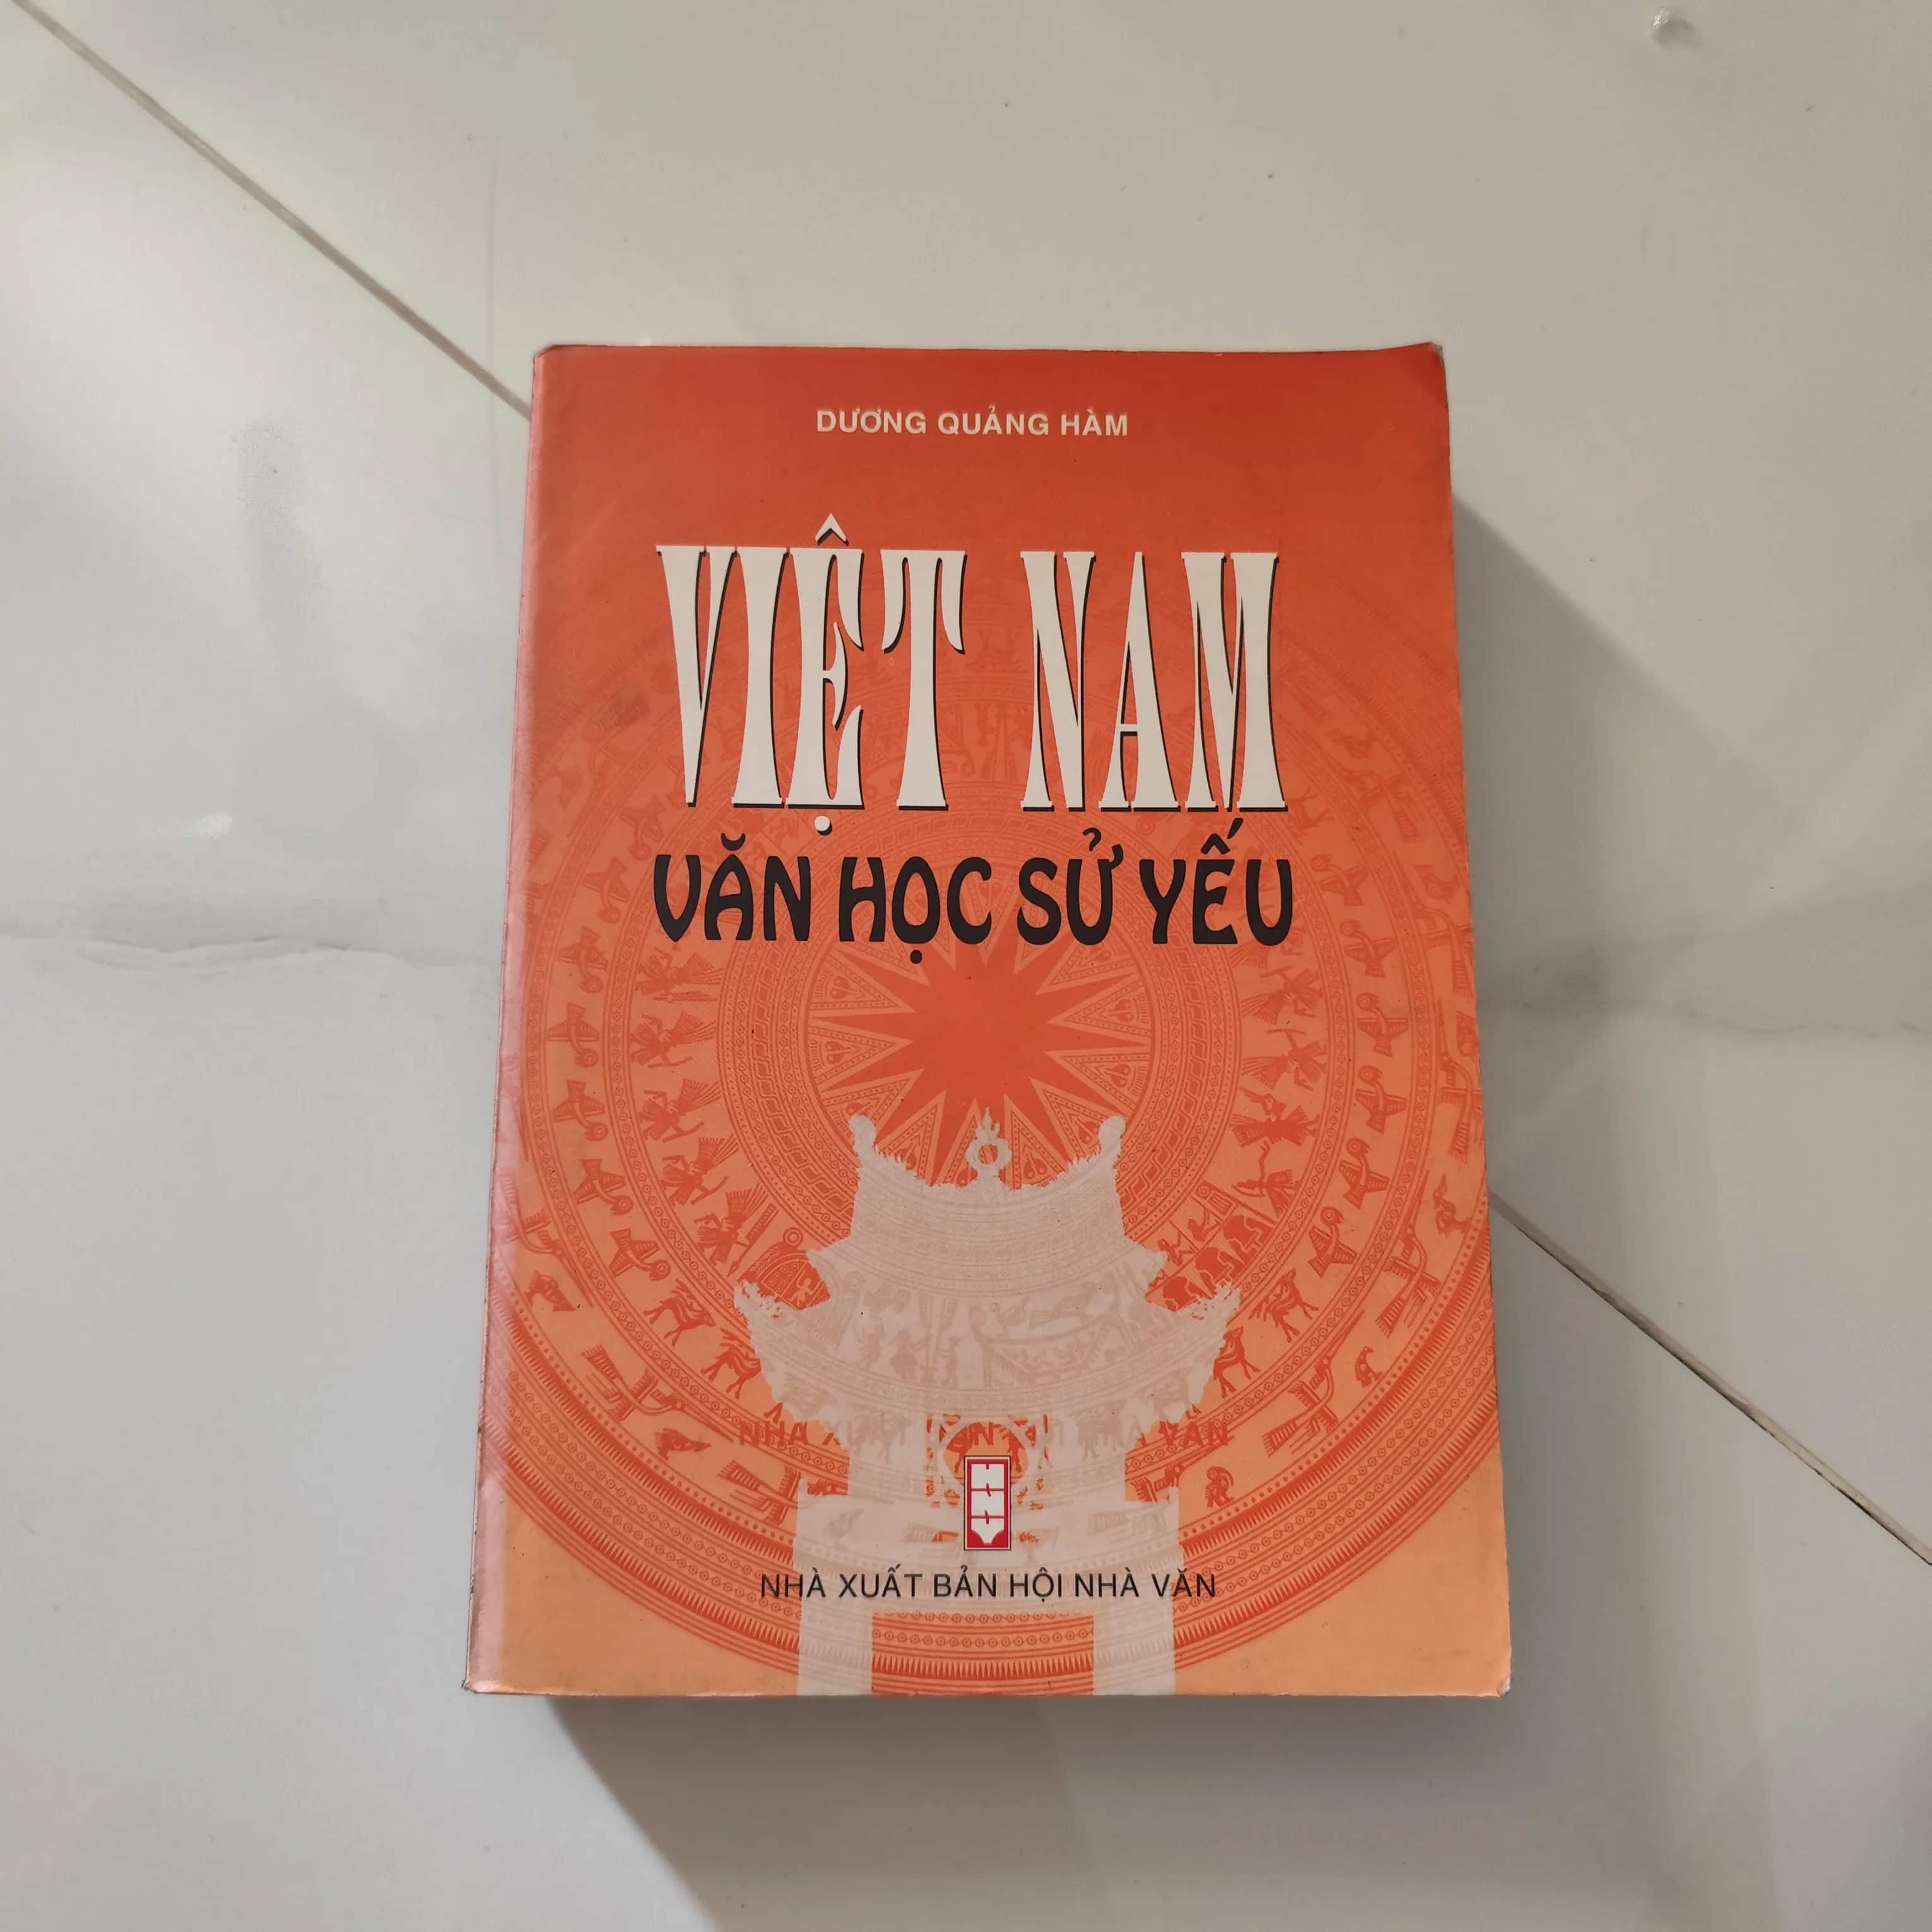 DƯƠNG QUẢNG HÀM
VIỆT NAM
VĂN HỌC SỬ YẾU
NHÀ XUẤT BẢN HỘI NHÀ VĂN